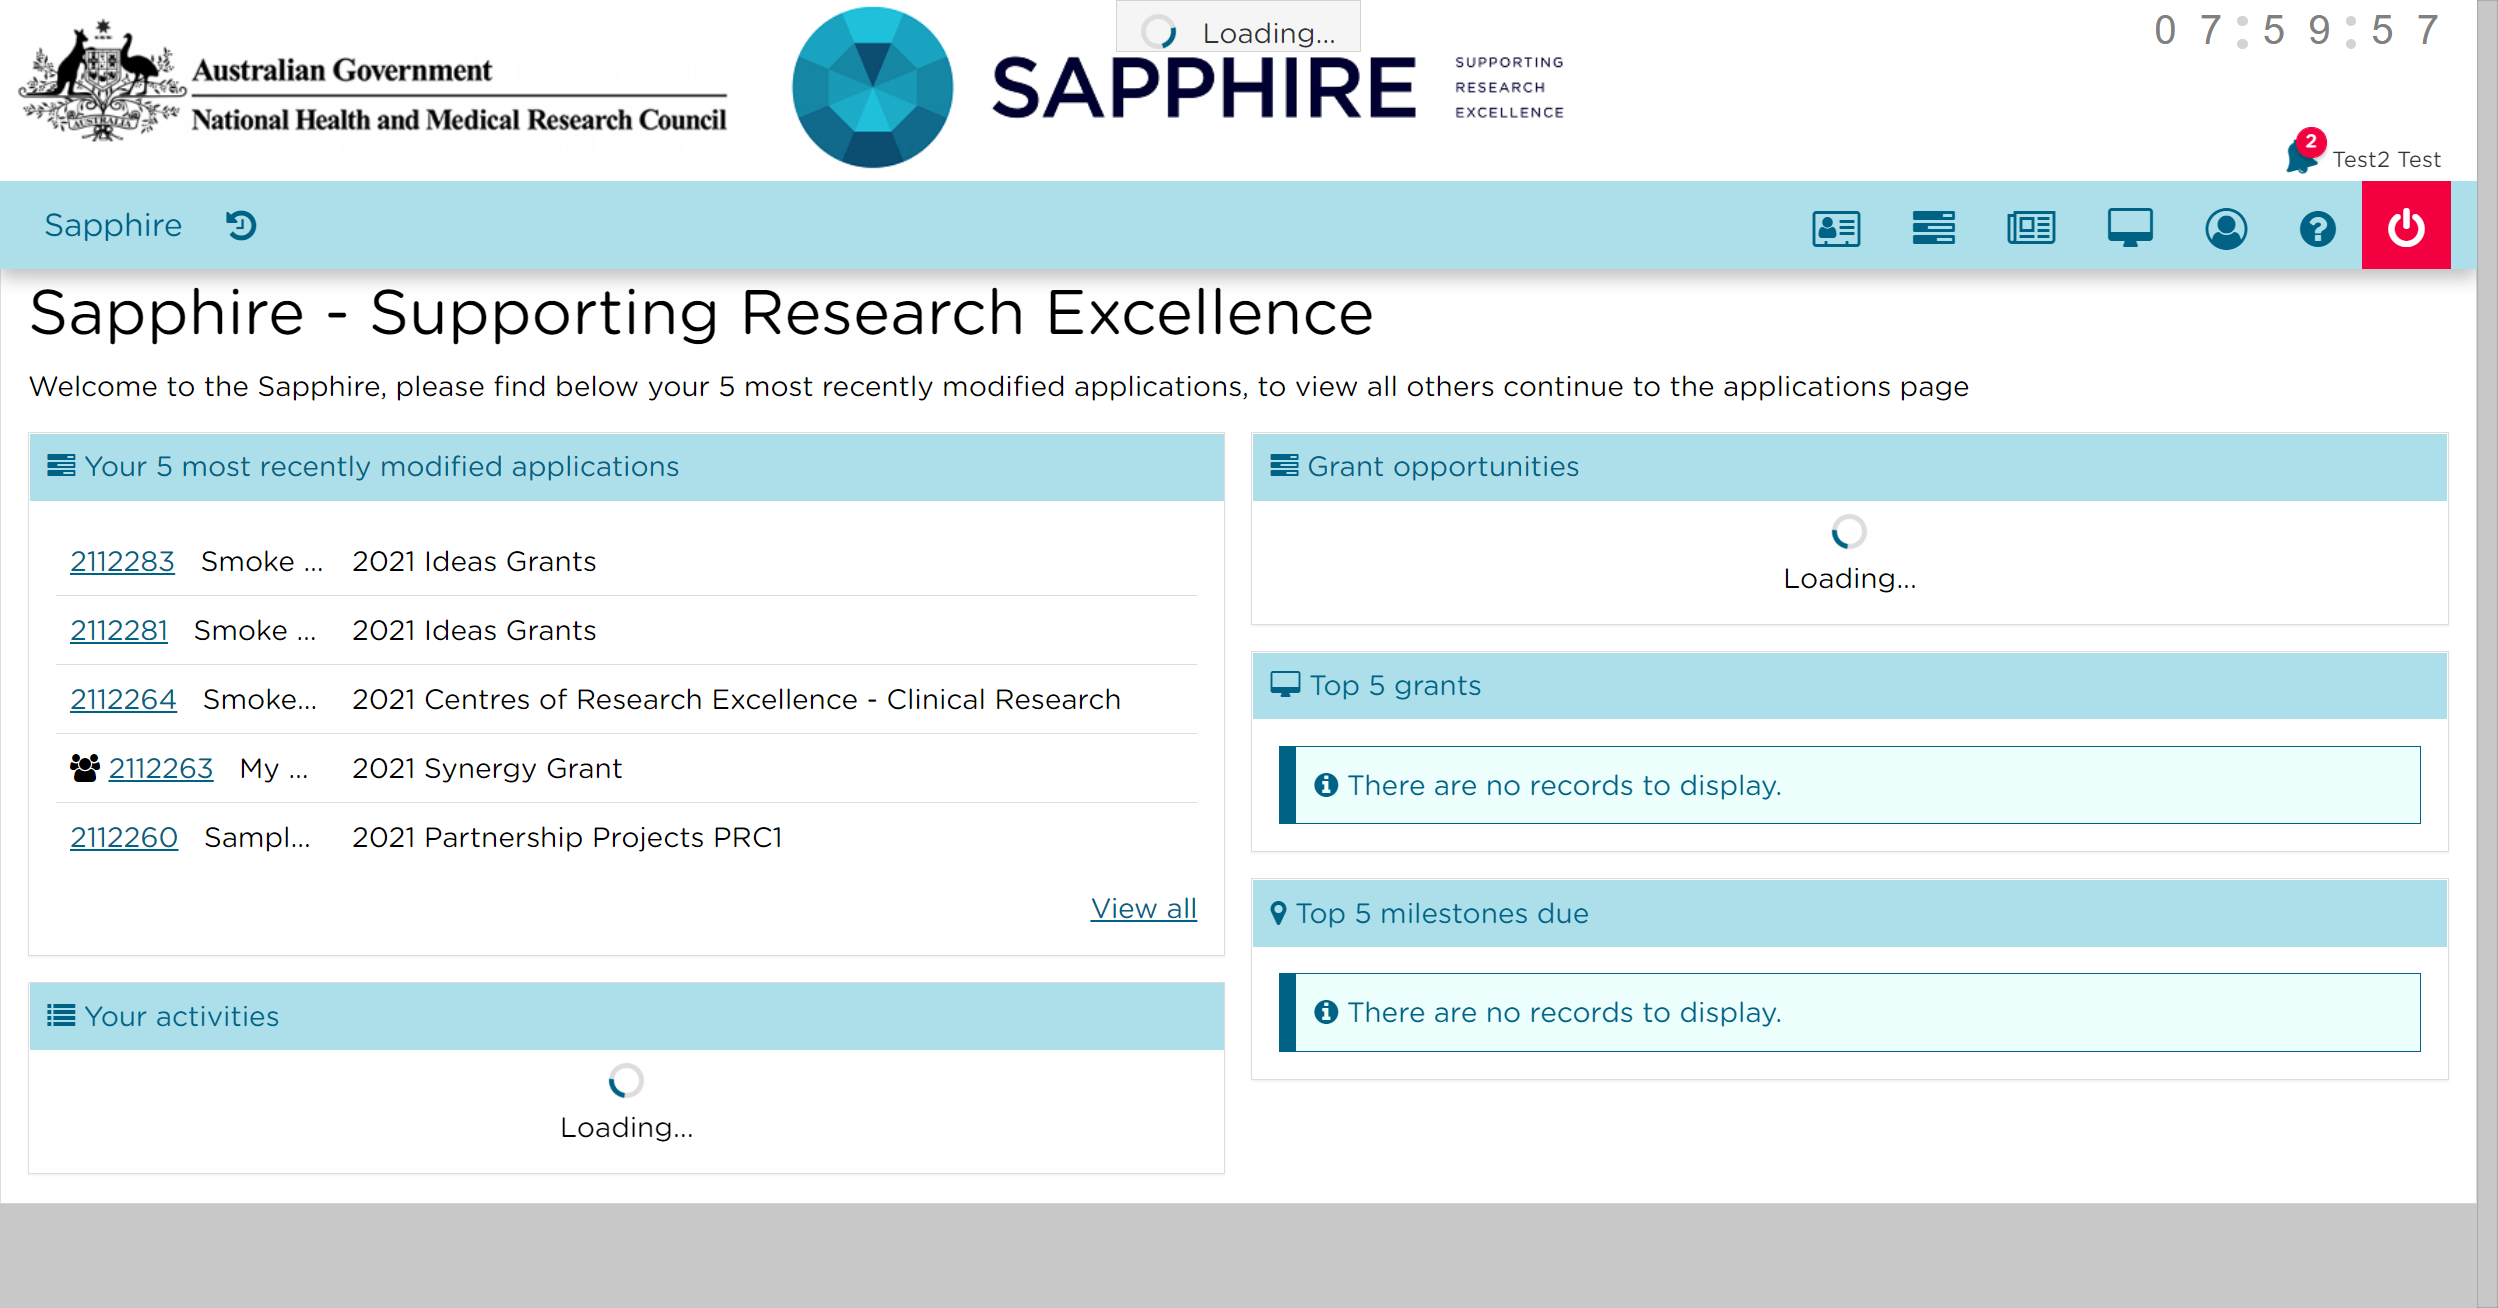 Loading...
07:59:57
AUSTRALIA
Australian Government
National Health and Medical Research Council
SAPPHIRE
SUPPORTING
RESEARCH
EXCELLENCE
2
Test2 Test
Sapphire
Sapphire - Supporting Research Excellence
Welcome to the Sapphire, please find below your 5 most recently modified applications, to view all others continue to the applications page
Your 5 most recently modified applications
2112283 Smoke ... 2021 Ideas Grants
2112281 Smoke ... 2021 Ideas Grants
2112264 Smoke... 2021 Centres of Research Excellence - Clinical Research
2112263 My ... 2021 Synergy Grant
2112260 Sampl... 2021 Partnership Projects PRC1
View all
Your activities
Loading...
Grant opportunities
Loading...
Top 5 grants
There are no records to display.
Top 5 milestones due
There are no records to display.